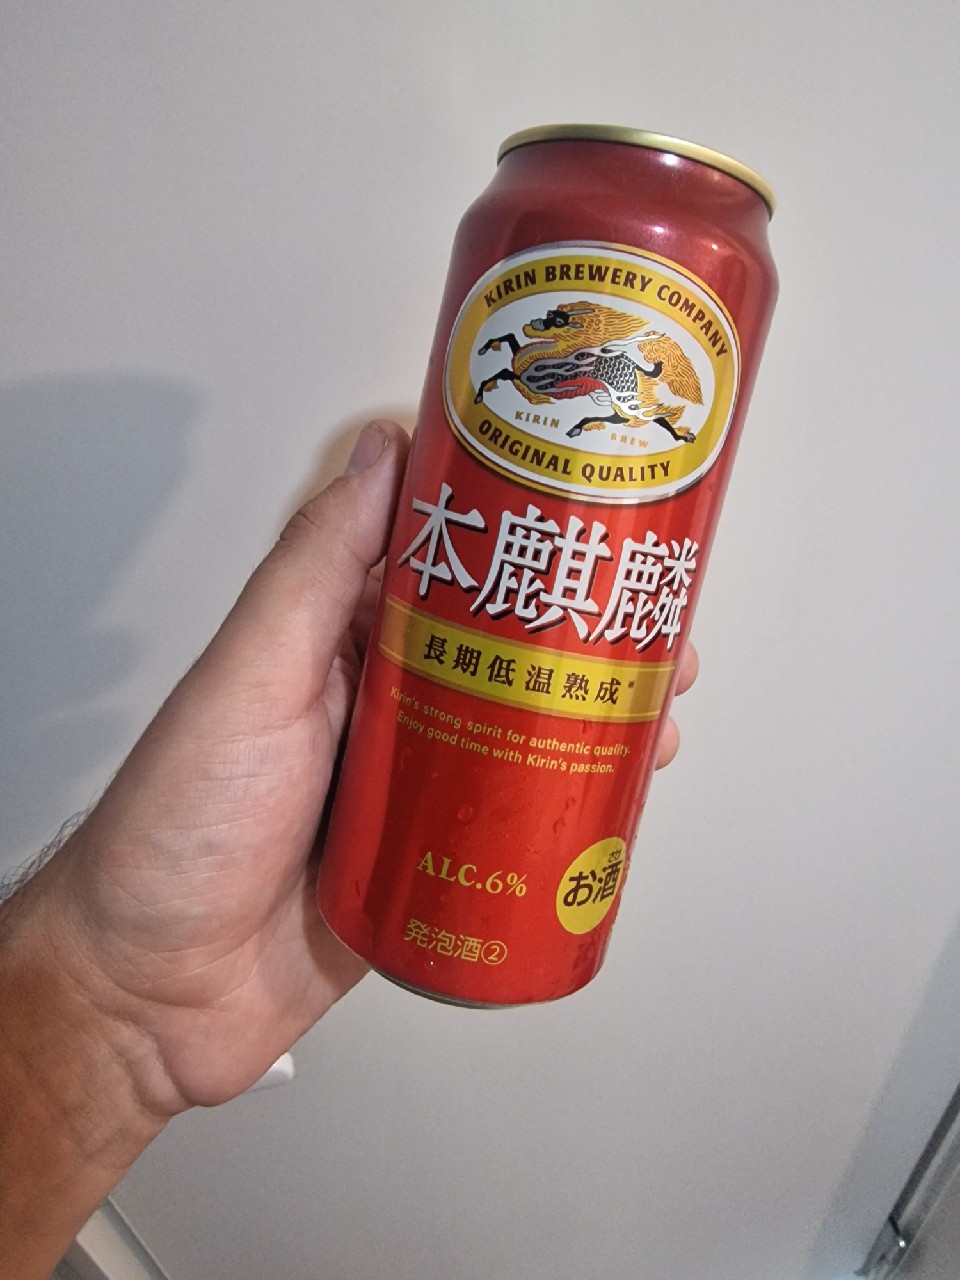 KIRIN BREWERY COMPANY
KIRIN BREW
ORIGINAL QUALITY
本麒麟
長期低温熟成*
Kirin's strong spirit for authentic quality.
Enjoy good time with Kirin's passion.
ALC.6%
お酒
発泡酒②